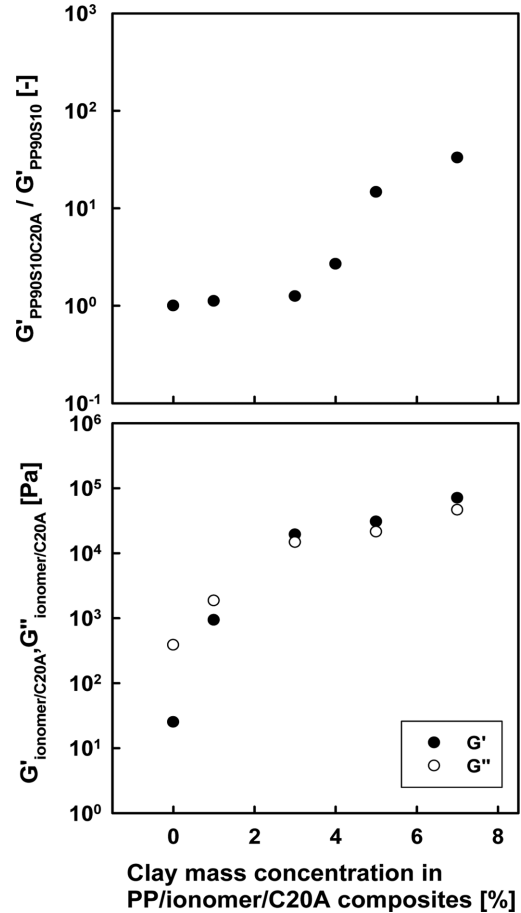 G'PP90S10C20A / G'PP90S10 [-]
10³
10²
10¹
10⁰
10⁻¹
G'ionomer/C20A,G''ionomer/C20A [Pa]
10⁶
10⁵
10⁴
10³
10²
10¹
10⁰
G'
G''
0 2 4 6 8
Clay mass concentration in
PP/ionomer/C20A composites [%]